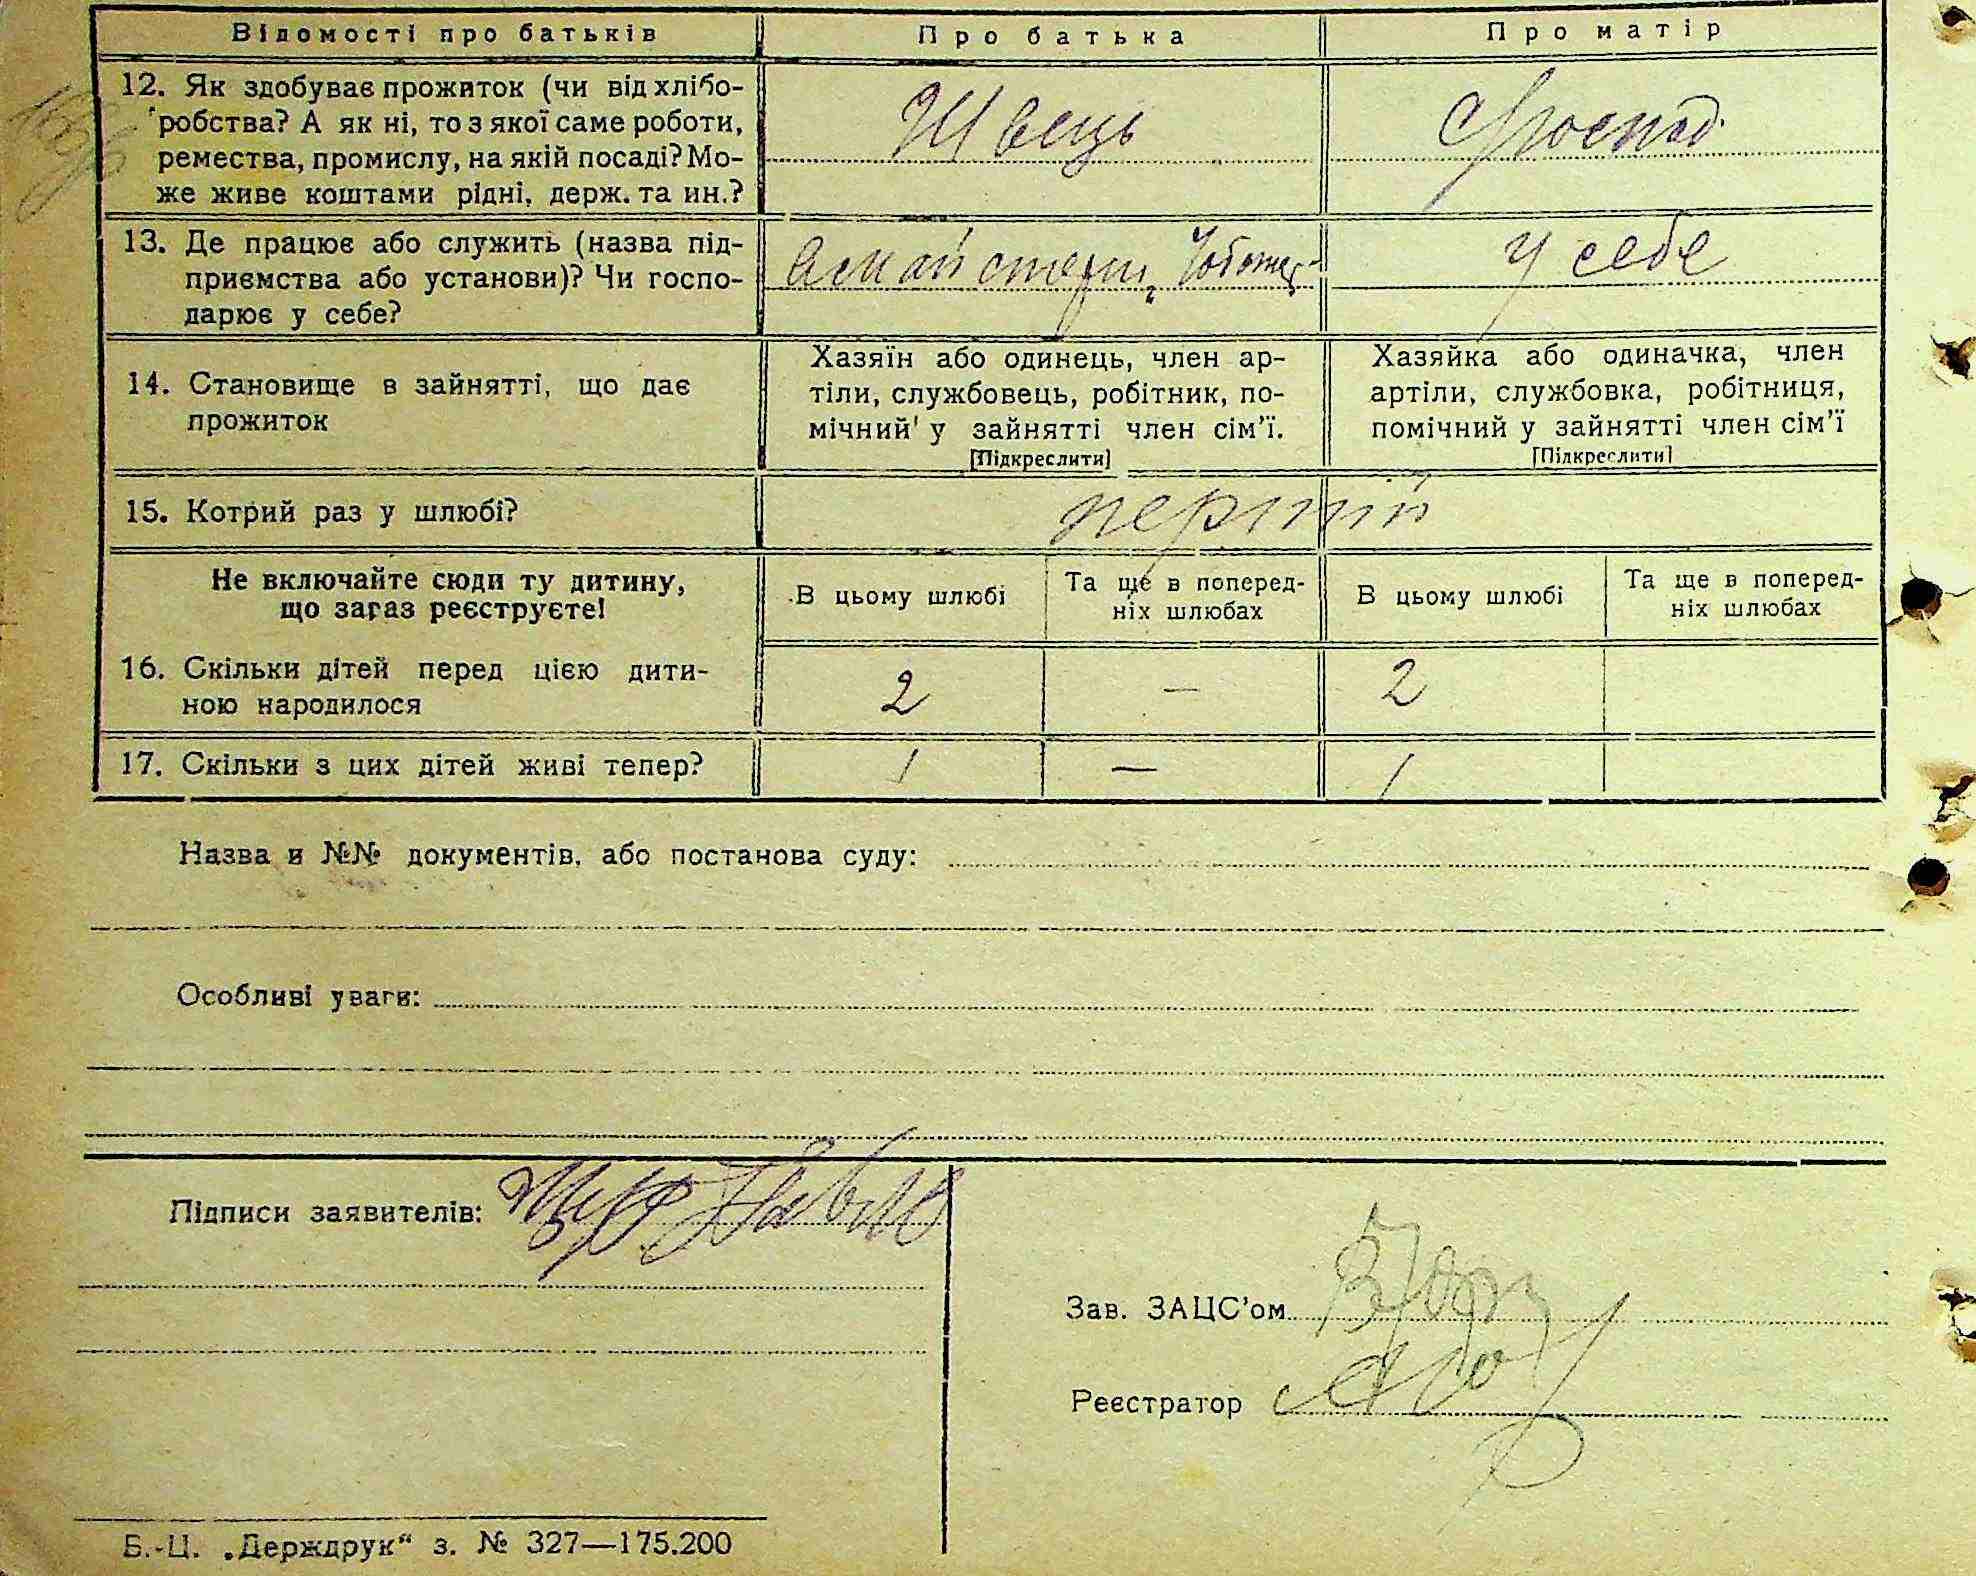 Відомості про батьків
Про батька
Про матір
12. Як здобуває прожиток (чи від хлібо-
робства? А як ні, то з якої саме роботи,
ремества, промислу, на якій посаді? Мо-
же живе коштами рідні, держ. та ин.?
Швець
13. Де працює або служить (назва під-
приємства або установи)? Чи госпо-
дарює у себе?
у себе
14. Становище в зайнятті, що дає
прожиток
Хазяїн або одинець, член ар-
тіли, службовець, робітник, по-
мічний у зайнятті член сім'ї.
[Підкреслити]
Хазяйка або одиначка, член
артіли, службовка, робітниця,
помічний у зайнятті член сім'ї
[Підкреслити]
15. Котрий раз у шлюбі?
перший
Не включайте сюди ту дитину,
що зараз реєструєте!
В цьому шлюбі
Та ще в поперед-
ніх шлюбах
В цьому шлюбі
Та ще в поперед-
ніх шлюбах
16. Скільки дітей перед цією дити-
ною народилося
2 — 2
17. Скільки з цих дітей живі тепер?
1 — 1
Назва и №№ документів, або постанова суду:
Особливі уваги:
Підписи заявителів:
Зав. ЗАЦС'ом
Реєстратор
Б.-Ц. „Держдрук“ з. № 327—175.200